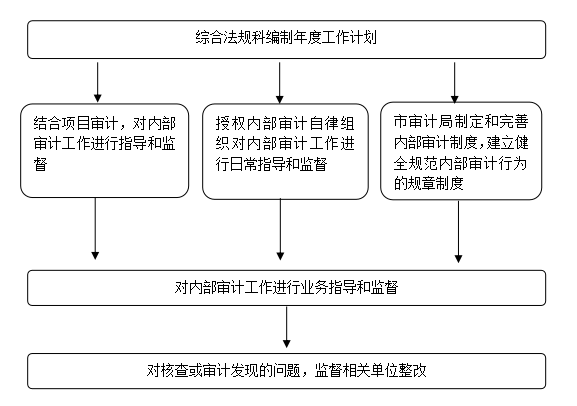 综合法规科编制年度工作计划
结合项目审计，对内部
审计工作进行指导和监
督
授权内部审计自律组
织对内部审计工作进
行日常指导和监督
市审计局制定和完善
内部审计制度，建立健
全规范内部审计行为
的规章制度
对内部审计工作进行业务指导和监督
对核查或审计发现的问题，监督相关单位整改